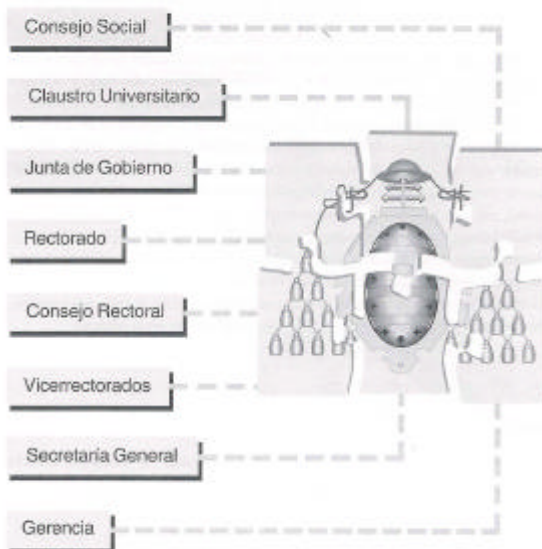 Consejo Social
Claustro Universitario
Junta de Gobierno
Rectorado
Consejo Rectoral
Vicerrectorados
Secretaría General
Gerencia